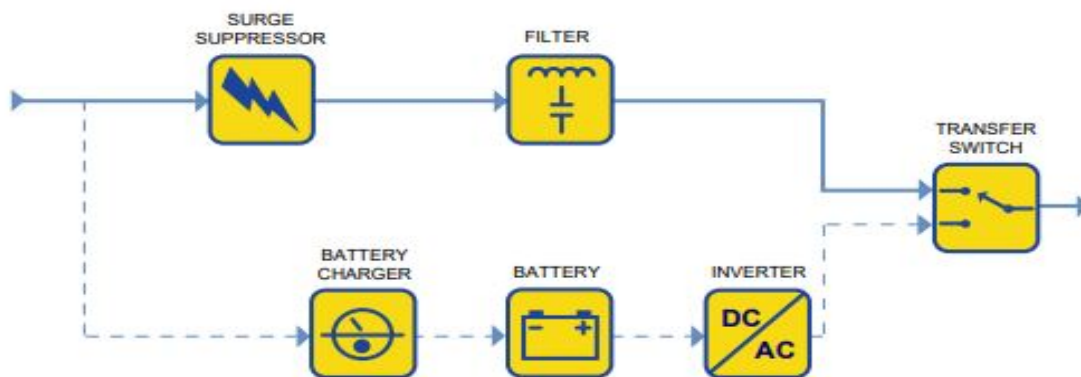 SURGE
SUPPRESSOR
FILTER
TRANSFER
SWITCH
BATTERY
CHARGER
BATTERY
INVERTER
DC
AC